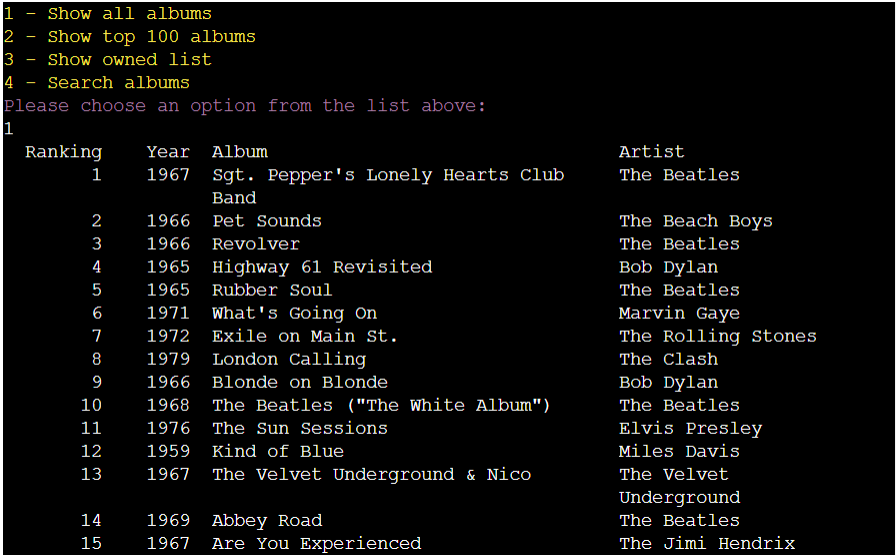 1 - Show all albums
2 - Show top 100 albums
3 - Show owned list
4 - Search albums
Please choose an option from the list above:
1
Ranking Year Album Artist
1 1967 Sgt. Pepper's Lonely Hearts Club The Beatles
Band
2 1966 Pet Sounds The Beach Boys
3 1966 Revolver The Beatles
4 1965 Highway 61 Revisited Bob Dylan
5 1965 Rubber Soul The Beatles
6 1971 What's Going On Marvin Gaye
7 1972 Exile on Main St. The Rolling Stones
8 1979 London Calling The Clash
9 1966 Blonde on Blonde Bob Dylan
10 1968 The Beatles ("The White Album") The Beatles
11 1976 The Sun Sessions Elvis Presley
12 1959 Kind of Blue Miles Davis
13 1967 The Velvet Underground & Nico The Velvet
Underground
14 1969 Abbey Road The Beatles
15 1967 Are You Experienced The Jimi Hendrix